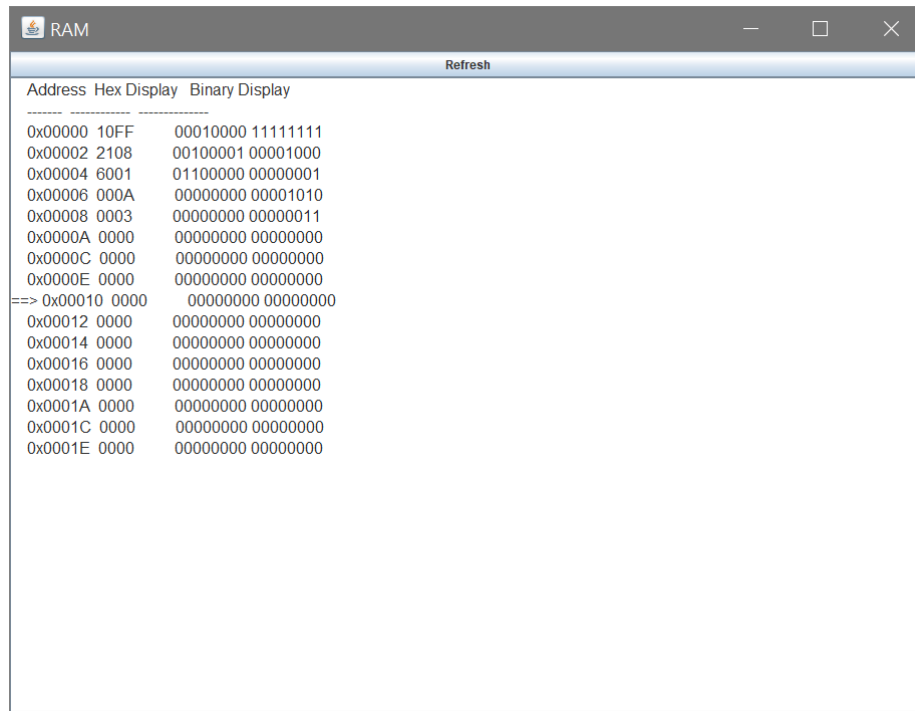 RAM
Refresh
Address Hex Display Binary Display
------- ------------ --------------
0x00000 10FF 00010000 11111111
0x00002 2108 00100001 00001000
0x00004 6001 01100000 00000001
0x00006 000A 00000000 00001010
0x00008 0003 00000000 00000011
0x0000A 0000 00000000 00000000
0x0000C 0000 00000000 00000000
0x0000E 0000 00000000 00000000
==> 0x00010 0000 00000000 00000000
0x00012 0000 00000000 00000000
0x00014 0000 00000000 00000000
0x00016 0000 00000000 00000000
0x00018 0000 00000000 00000000
0x0001A 0000 00000000 00000000
0x0001C 0000 00000000 00000000
0x0001E 0000 00000000 00000000